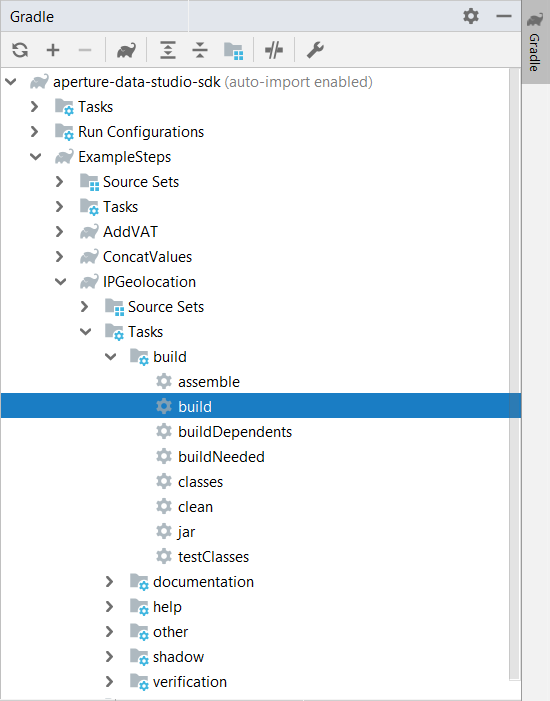 Gradle
Gradle
aperture-data-studio-sdk (auto-import enabled)
Tasks
Run Configurations
ExampleSteps
Source Sets
Tasks
AddVAT
ConcatValues
IPGeolocation
Source Sets
Tasks
build
assemble
build
buildDependents
buildNeeded
classes
clean
jar
testClasses
documentation
help
other
shadow
verification